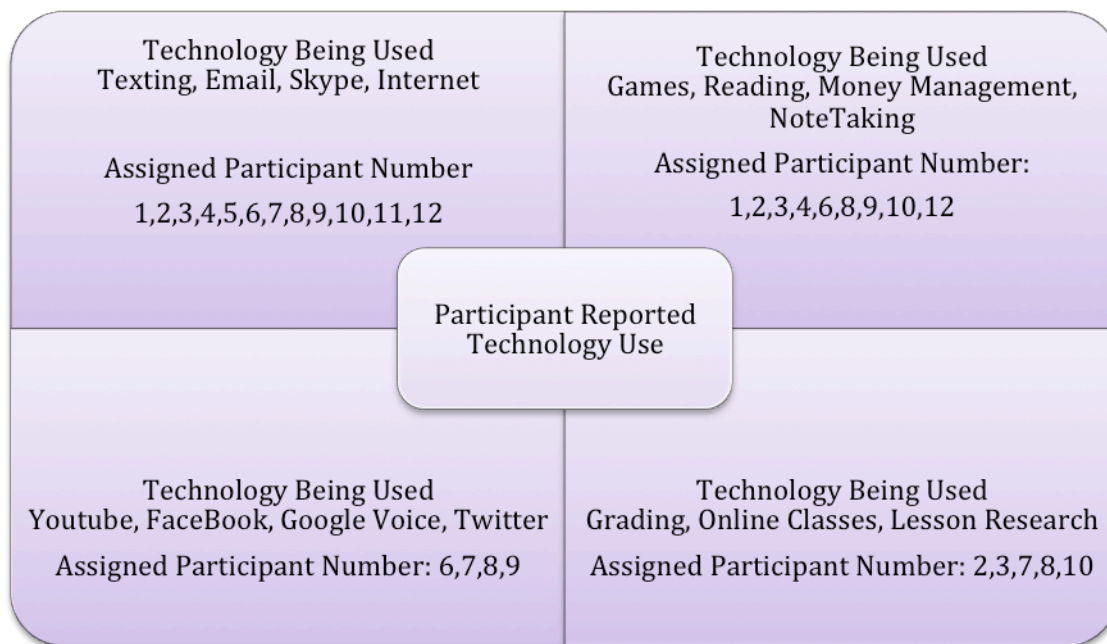 Technology Being Used
Texting, Email, Skype, Internet
Assigned Participant Number
1,2,3,4,5,6,7,8,9,10,11,12
Technology Being Used
Games, Reading, Money Management,
NoteTaking
Assigned Participant Number:
1,2,3,4,6,8,9,10,12
Participant Reported
Technology Use
Technology Being Used
Youtube, FaceBook, Google Voice, Twitter
Assigned Participant Number: 6,7,8,9
Technology Being Used
Grading, Online Classes, Lesson Research
Assigned Participant Number: 2,3,7,8,10